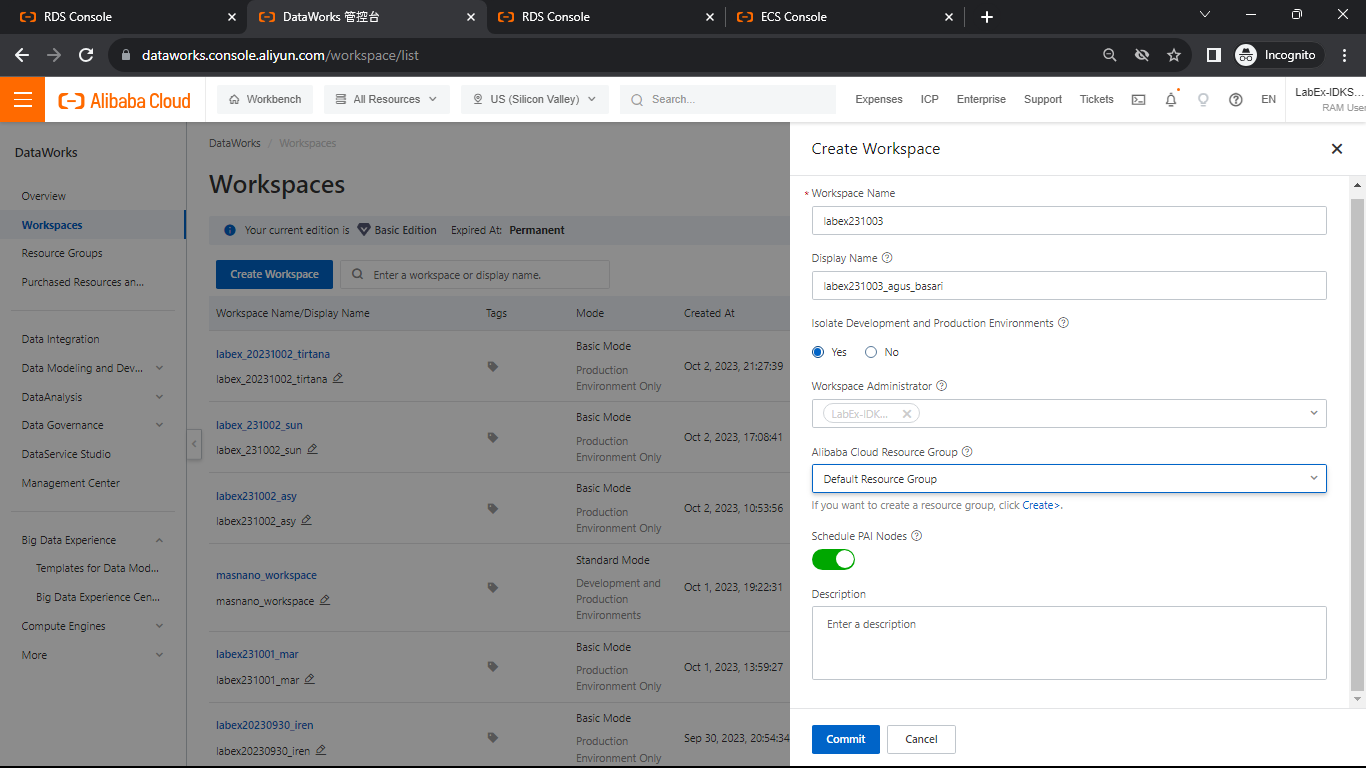 RDS Console
DataWorks 管控台
RDS Console
ECS Console
dataworks.console.aliyun.com/workspace/list
Incognito
Alibaba Cloud
Workbench
All Resources
US (Silicon Valley)
Search...
Expenses
ICP
Enterprise
Support
Tickets
EN
LabEx-IDKS...
RAM User
DataWorks
Overview
Workspaces
Resource Groups
Purchased Resources an...
Data Integration
Data Modeling and Dev...
DataAnalysis
Data Governance
DataService Studio
Management Center
Big Data Experience
Templates for Data Mod...
Big Data Experience Cen...
Compute Engines
More
DataWorks / Workspaces
Workspaces
Your current edition is Basic Edition Expired At: Permanent
Create Workspace
Enter a workspace or display name.
Workspace Name/Display Name Tags Mode Created At
labex_20231002_tirtana
labex_20231002_tirtana
Basic Mode
Production
Environment Only
Oct 2, 2023, 21:27:39
labex_231002_sun
labex_231002_sun
Basic Mode
Production
Environment Only
Oct 2, 2023, 17:08:41
labex231002_asy
labex231002_asy
Basic Mode
Production
Environment Only
Oct 2, 2023, 10:53:56
masnano_workspace
masnano_workspace
Standard Mode
Development and
Production
Environments
Oct 1, 2023, 19:22:31
labex231001_mar
labex231001_mar
Basic Mode
Production
Environment Only
Oct 1, 2023, 13:59:27
labex20230930_iren
labex20230930_iren
Basic Mode
Production
Environment Only
Sep 30, 2023, 20:54:34
Create Workspace
* Workspace Name
labex231003
Display Name
labex231003_agus_basari
Isolate Development and Production Environments
Yes
No
Workspace Administrator
LabEx-IDK...
Alibaba Cloud Resource Group
Default Resource Group
If you want to create a resource group, click Create>.
Schedule PAI Nodes
Description
Enter a description
Commit
Cancel